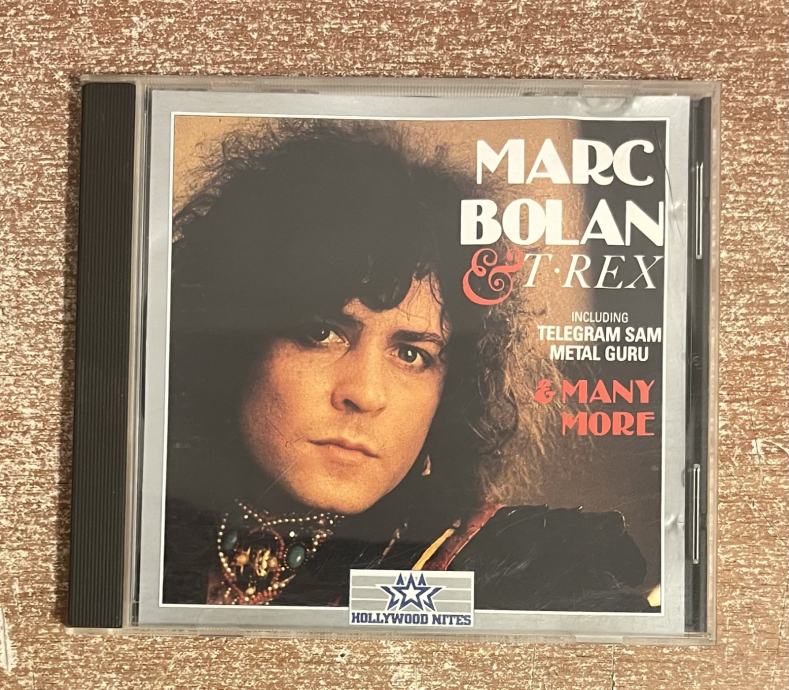 MARC
BOLAN
& T·REX
INCLUDING
TELEGRAM SAM
METAL GURU
& MANY
MORE
HOLLYWOOD NITES